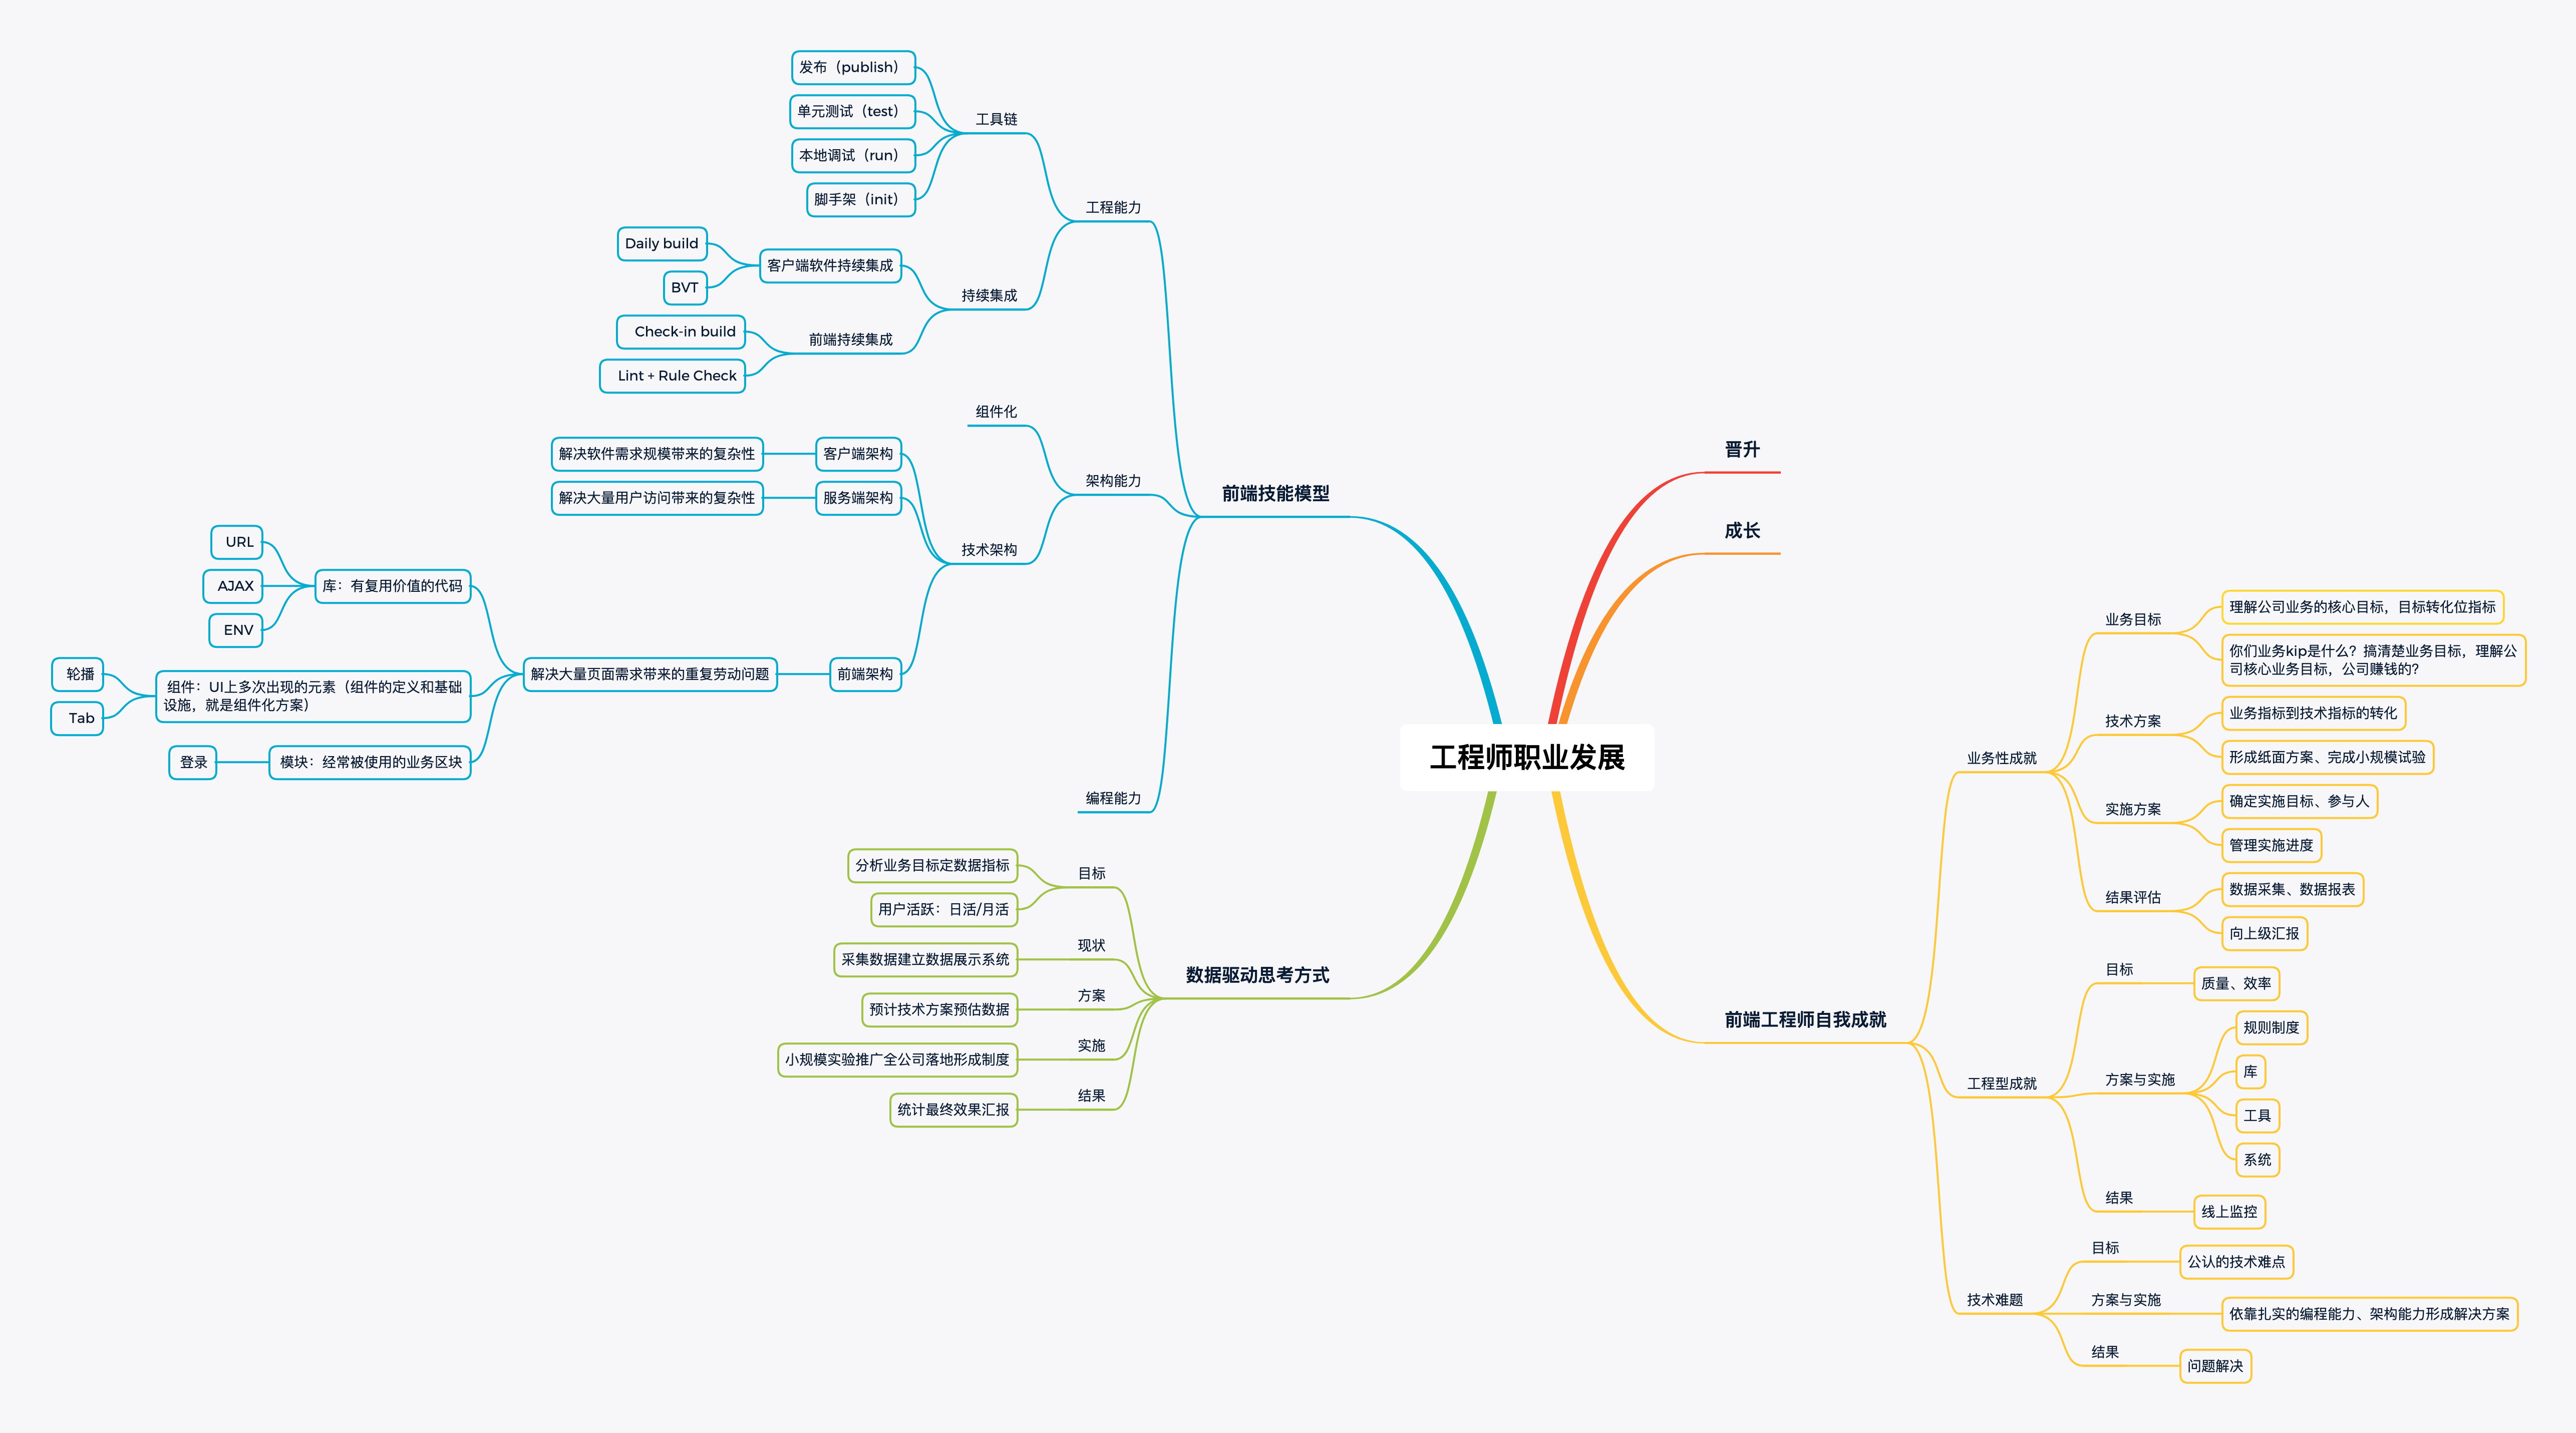 工程师职业发展
晋升
成长
前端工程师自我成就
业务性成就
业务目标
理解公司业务的核心目标，目标转化位指标
你们业务kip是什么？搞清楚业务目标，理解公
司核心业务目标，公司赚钱的?
技术方案
业务指标到技术指标的转化
形成纸面方案、完成小规模试验
实施方案
确定实施目标、参与人
管理实施进度
结果评估
数据采集、数据报表
向上级汇报
工程型成就
目标
质量、效率
方案与实施
规则制度
库
工具
系统
结果
线上监控
技术难题
目标
公认的技术难点
方案与实施
依靠扎实的编程能力、架构能力形成解决方案
结果
问题解决
前端技能模型
工程能力
工具链
发布（publish）
单元测试（test）
本地调试（run）
脚手架（init）
持续集成
客户端软件持续集成
Daily build
BVT
前端持续集成
Check-in build
Lint + Rule Check
架构能力
组件化
技术架构
客户端架构
解决软件需求规模带来的复杂性
服务端架构
解决大量用户访问带来的复杂性
前端架构
解决大量页面需求带来的重复劳动问题
库：有复用价值的代码
URL
AJAX
ENV
组件：UI上多次出现的元素（组件的定义和基础
设施，就是组件化方案）
轮播
Tab
模块：经常被使用的业务区块
登录
编程能力
数据驱动思考方式
目标
分析业务目标定数据指标
用户活跃：日活/月活
现状
采集数据建立数据展示系统
方案
预计技术方案预估数据
实施
小规模实验推广全公司落地形成制度
结果
统计最终效果汇报